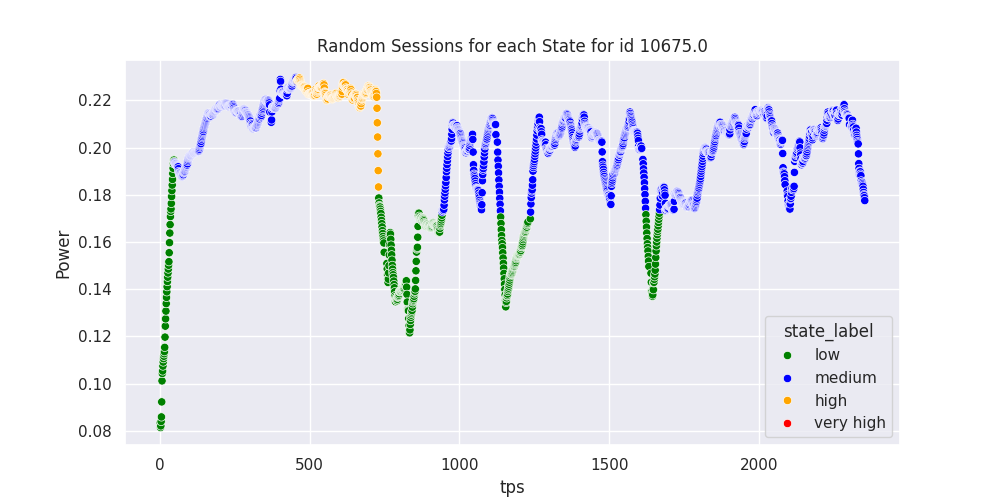 Random Sessions for each State for id 10675.0
Power
0.22
0.20
0.18
0.16
0.14
0.12
0.10
0.08
state_label
low
medium
high
very high
0
500
1000
1500
2000
tps